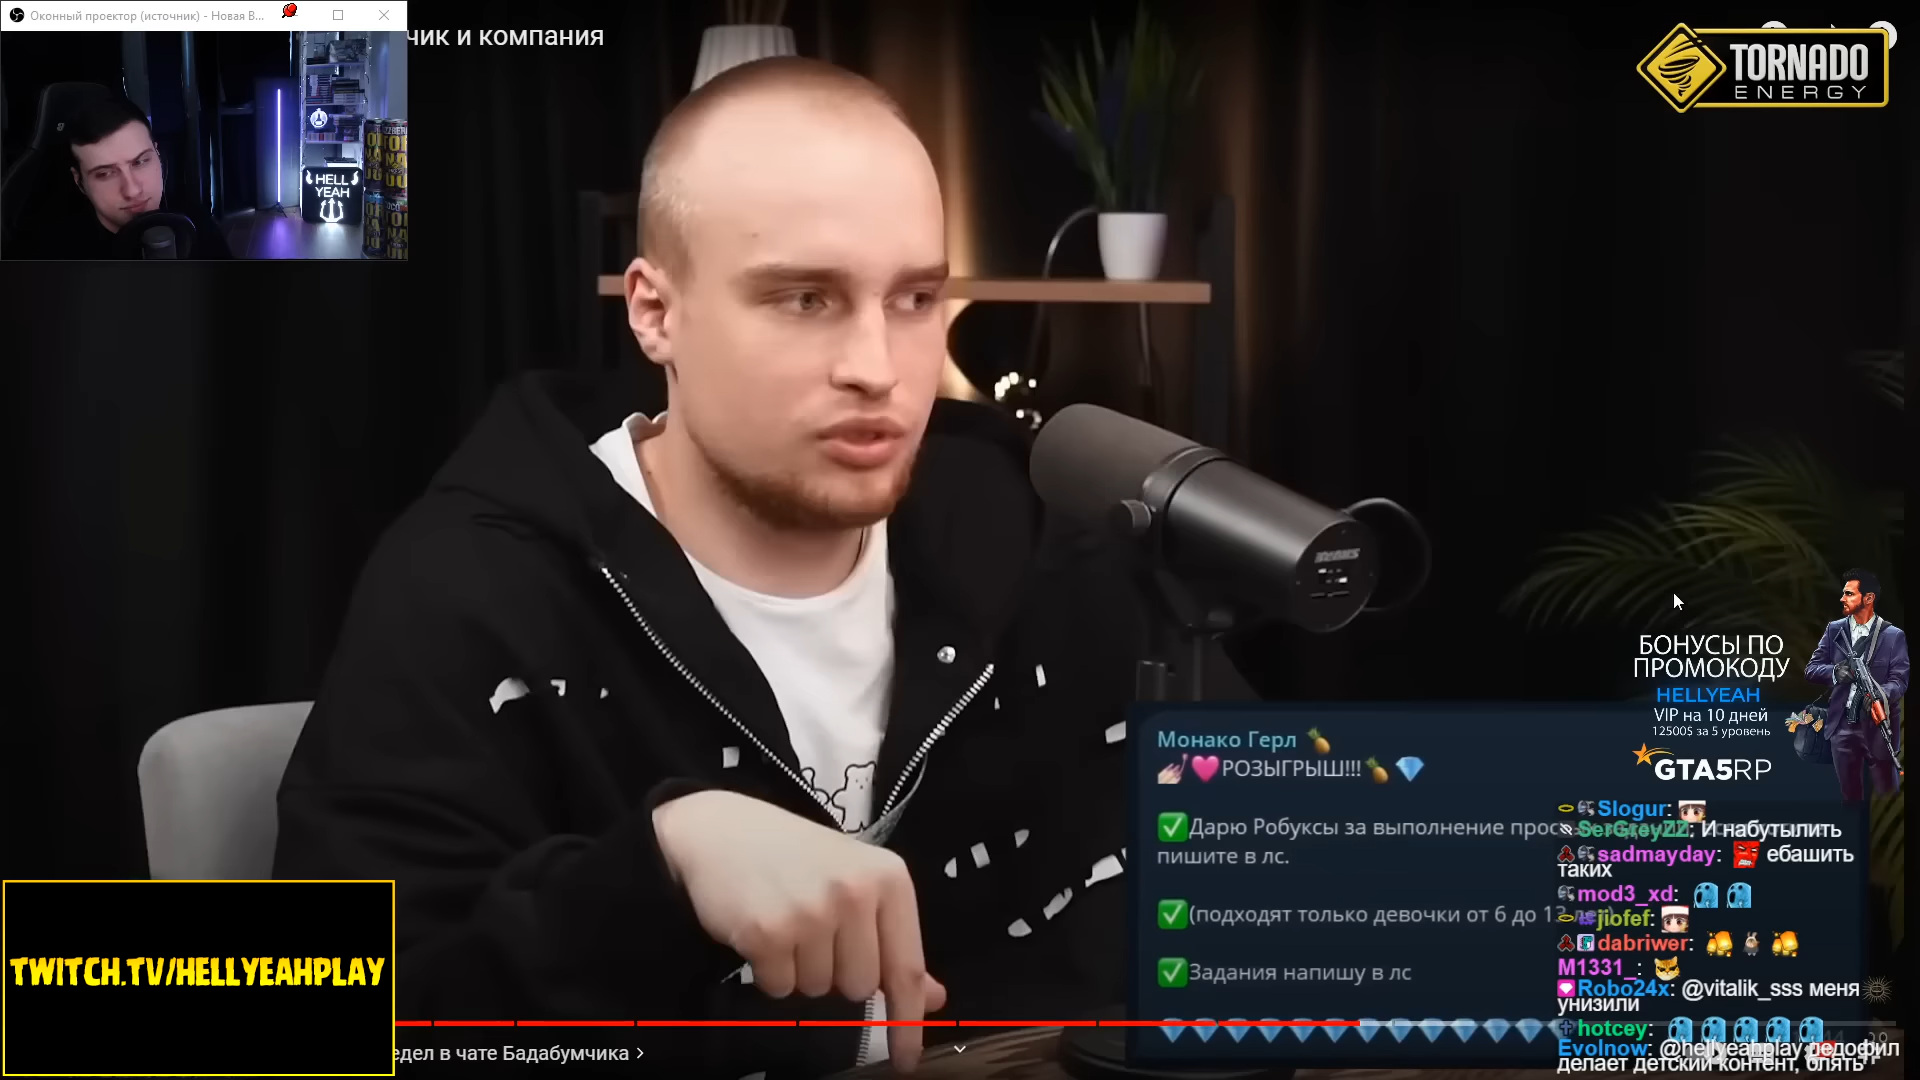 Оконный проектор (источник) - Новая В...
чик и компания
TORNADO
ENERGY
HELL
YEAH
БОНУСЫ ПО
ПРОМОКОДУ
HELLYEAH
VIP на 10 дней
12500$ за 5 уровень
GTA5RP
Монако Герл 🍍
💅🩷РОЗЫГРЫШ!!!🍍💎
✅Дарю Робуксы за выполнение
пишите в лс.
✅(подходят только девочки от 6 до
✅Задания напишу в лс
Slogur:
SerGreyZZ: И набутылить
sadmayday: ебашить
таких
mod3_xd:
jiofef:
dabriwer:
M1331_:
Robo24x: @vitalik_sss меня
унизили
hotcey:
Evolnow: @hellyeahplay педофил
делает детский контент, блять
TWITCH.TV/HELLYEAHPLAY
едел в чате Бадабумчика >